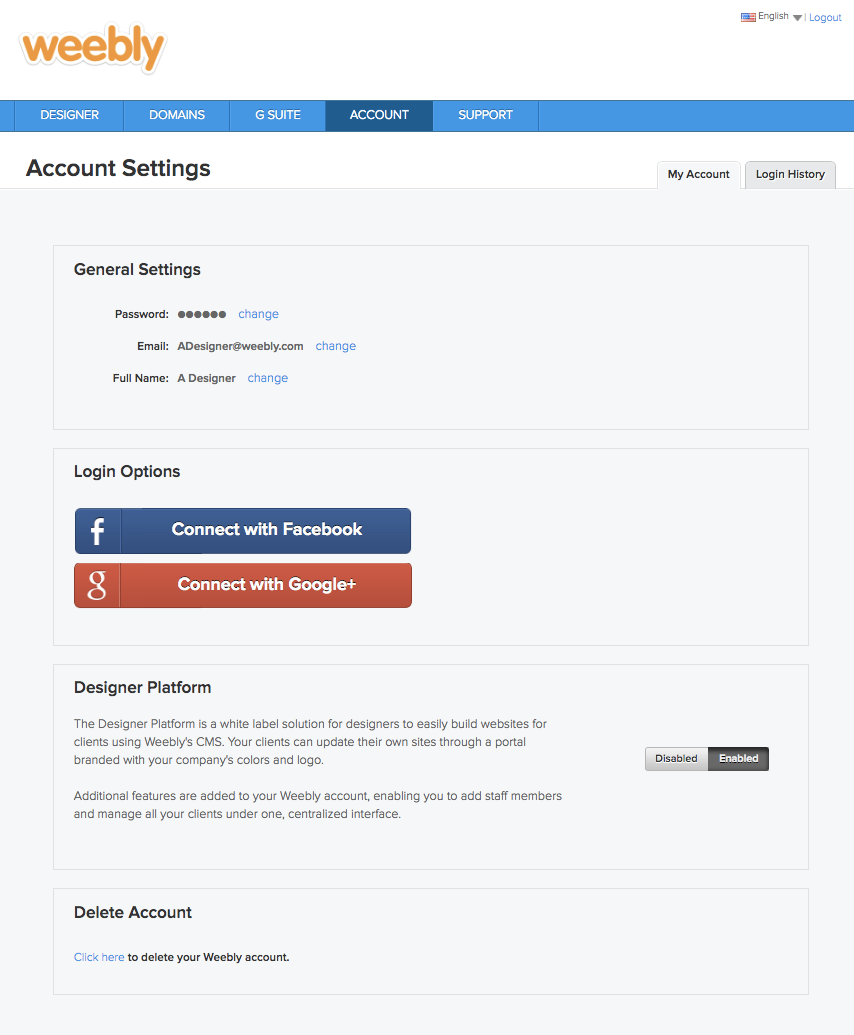 English | Logout
weebly
DESIGNER DOMAINS G SUITE ACCOUNT SUPPORT
Account Settings
My Account Login History
General Settings
Password: ●●●●●● change
Email: ADesigner@weebly.com change
Full Name: A Designer change
Login Options
f Connect with Facebook
g Connect with Google+
Designer Platform
The Designer Platform is a white label solution for designers to easily build websites for
clients using Weebly's CMS. Your clients can update their own sites through a portal
branded with your company's colors and logo.
Disabled Enabled
Additional features are added to your Weebly account, enabling you to add staff members
and manage all your clients under one, centralized interface.
Delete Account
Click here to delete your Weebly account.